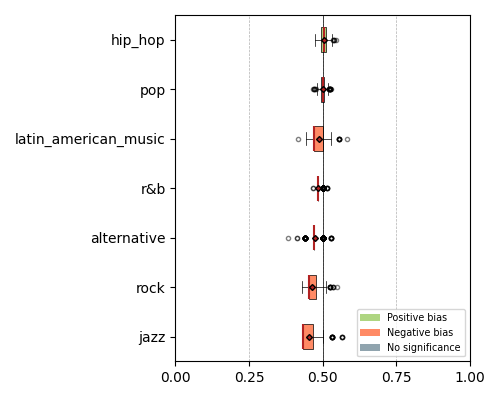 hip_hop
pop
latin_american_music
r&b
alternative
rock
jazz
Positive bias
Negative bias
No significance
0.00 0.25 0.50 0.75 1.00